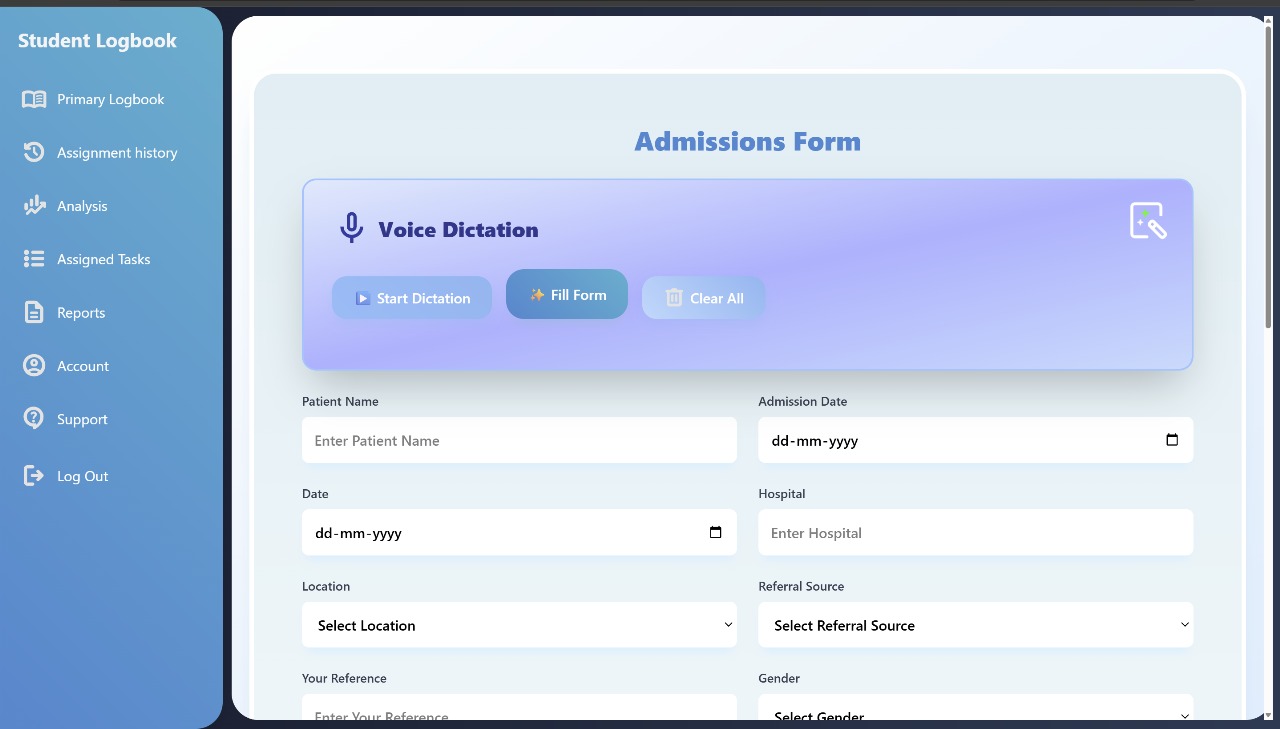 Student Logbook
Primary Logbook
Assignment history
Analysis
Assigned Tasks
Reports
Account
Support
Log Out
Admissions Form
Voice Dictation
Start Dictation
Fill Form
Clear All
Patient Name
Admission Date
Enter Patient Name
dd-mm-yyyy
Date
Hospital
dd-mm-yyyy
Enter Hospital
Location
Referral Source
Select Location
Select Referral Source
Your Reference
Gender
Enter Your Reference
Select Gender